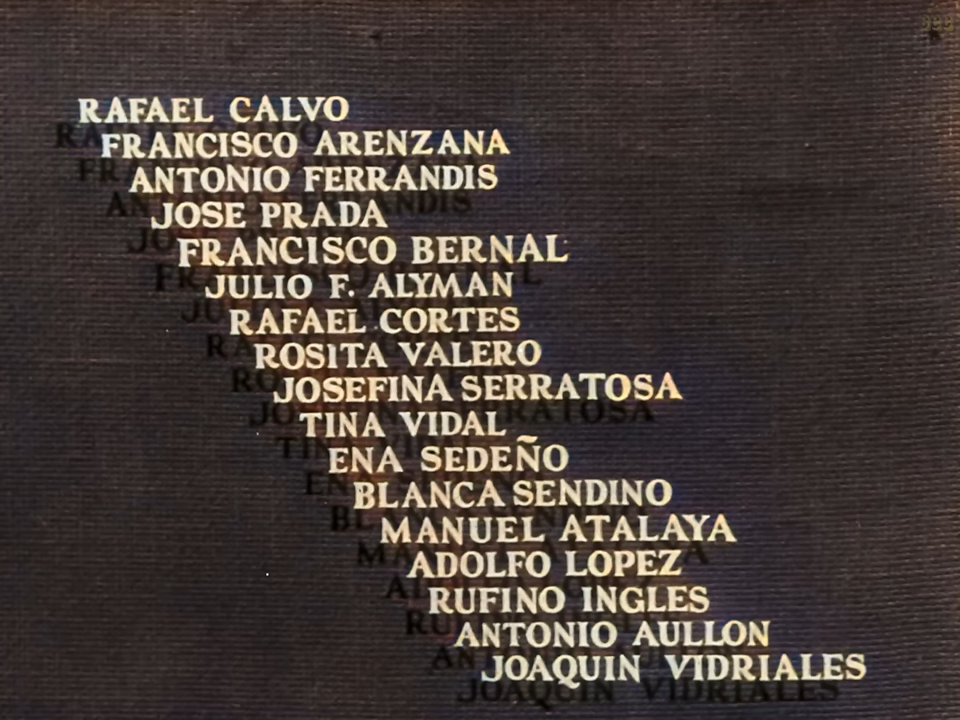 RAFAEL CALVO
FRANCISCO ARENZANA
ANTONIO FERRANDIS
JOSE PRADA
FRANCISCO BERNAL
JULIO F. ALYMAN
RAFAEL CORTES
ROSITA VALERO
JOSEFINA SERRATOSA
TINA VIDAL
ENA SEDEÑO
BLANCA SENDINO
MANUEL ATALAYA
ADOLFO LOPEZ
RUFINO INGLES
ANTONIO AULLON
JOAQUIN VIDRIALES